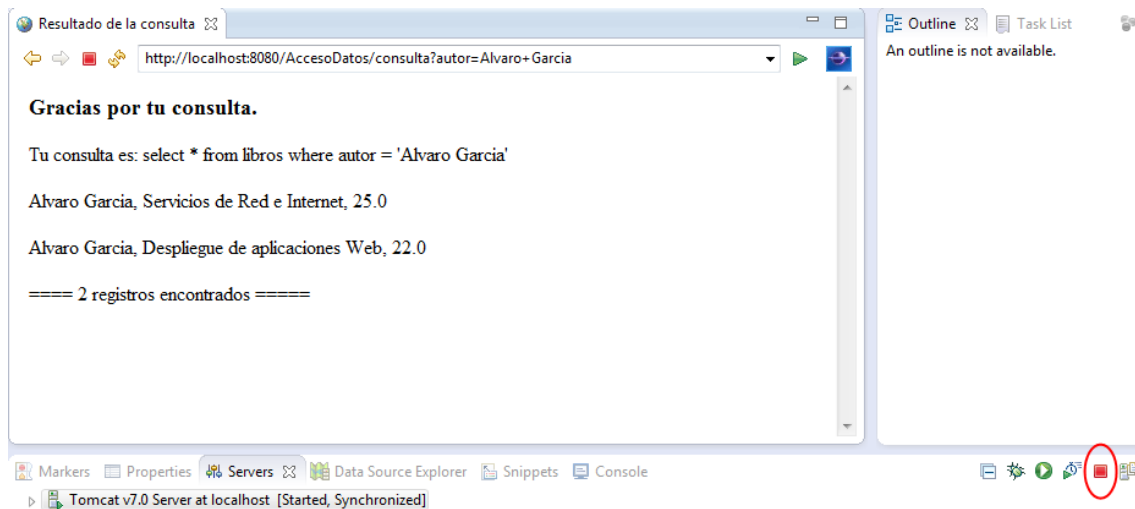 Resultado de la consulta
Outline
Task List
http://localhost:8080/AccesoDatos/consulta?autor=Alvaro+Garcia
An outline is not available.
Gracias por tu consulta.
Tu consulta es: select * from libros where autor = 'Alvaro Garcia'
Alvaro Garcia, Servicios de Red e Internet, 25.0
Alvaro Garcia, Despliegue de aplicaciones Web, 22.0
==== 2 registros encontrados =====
Markers Properties Servers Data Source Explorer Snippets Console
Tomcat v7.0 Server at localhost [Started, Synchronized]